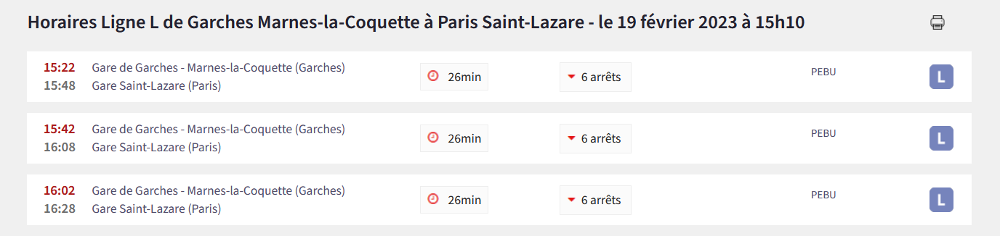 Horaires Ligne L de Garches Marnes-la-Coquette à Paris Saint-Lazare - le 19 février 2023 à 15h10
15:22 Gare de Garches - Marnes-la-Coquette (Garches)
15:48 Gare Saint-Lazare (Paris)
26min
6 arrêts
PEBU
L
15:42 Gare de Garches - Marnes-la-Coquette (Garches)
16:08 Gare Saint-Lazare (Paris)
26min
6 arrêts
PEBU
L
16:02 Gare de Garches - Marnes-la-Coquette (Garches)
16:28 Gare Saint-Lazare (Paris)
26min
6 arrêts
PEBU
L